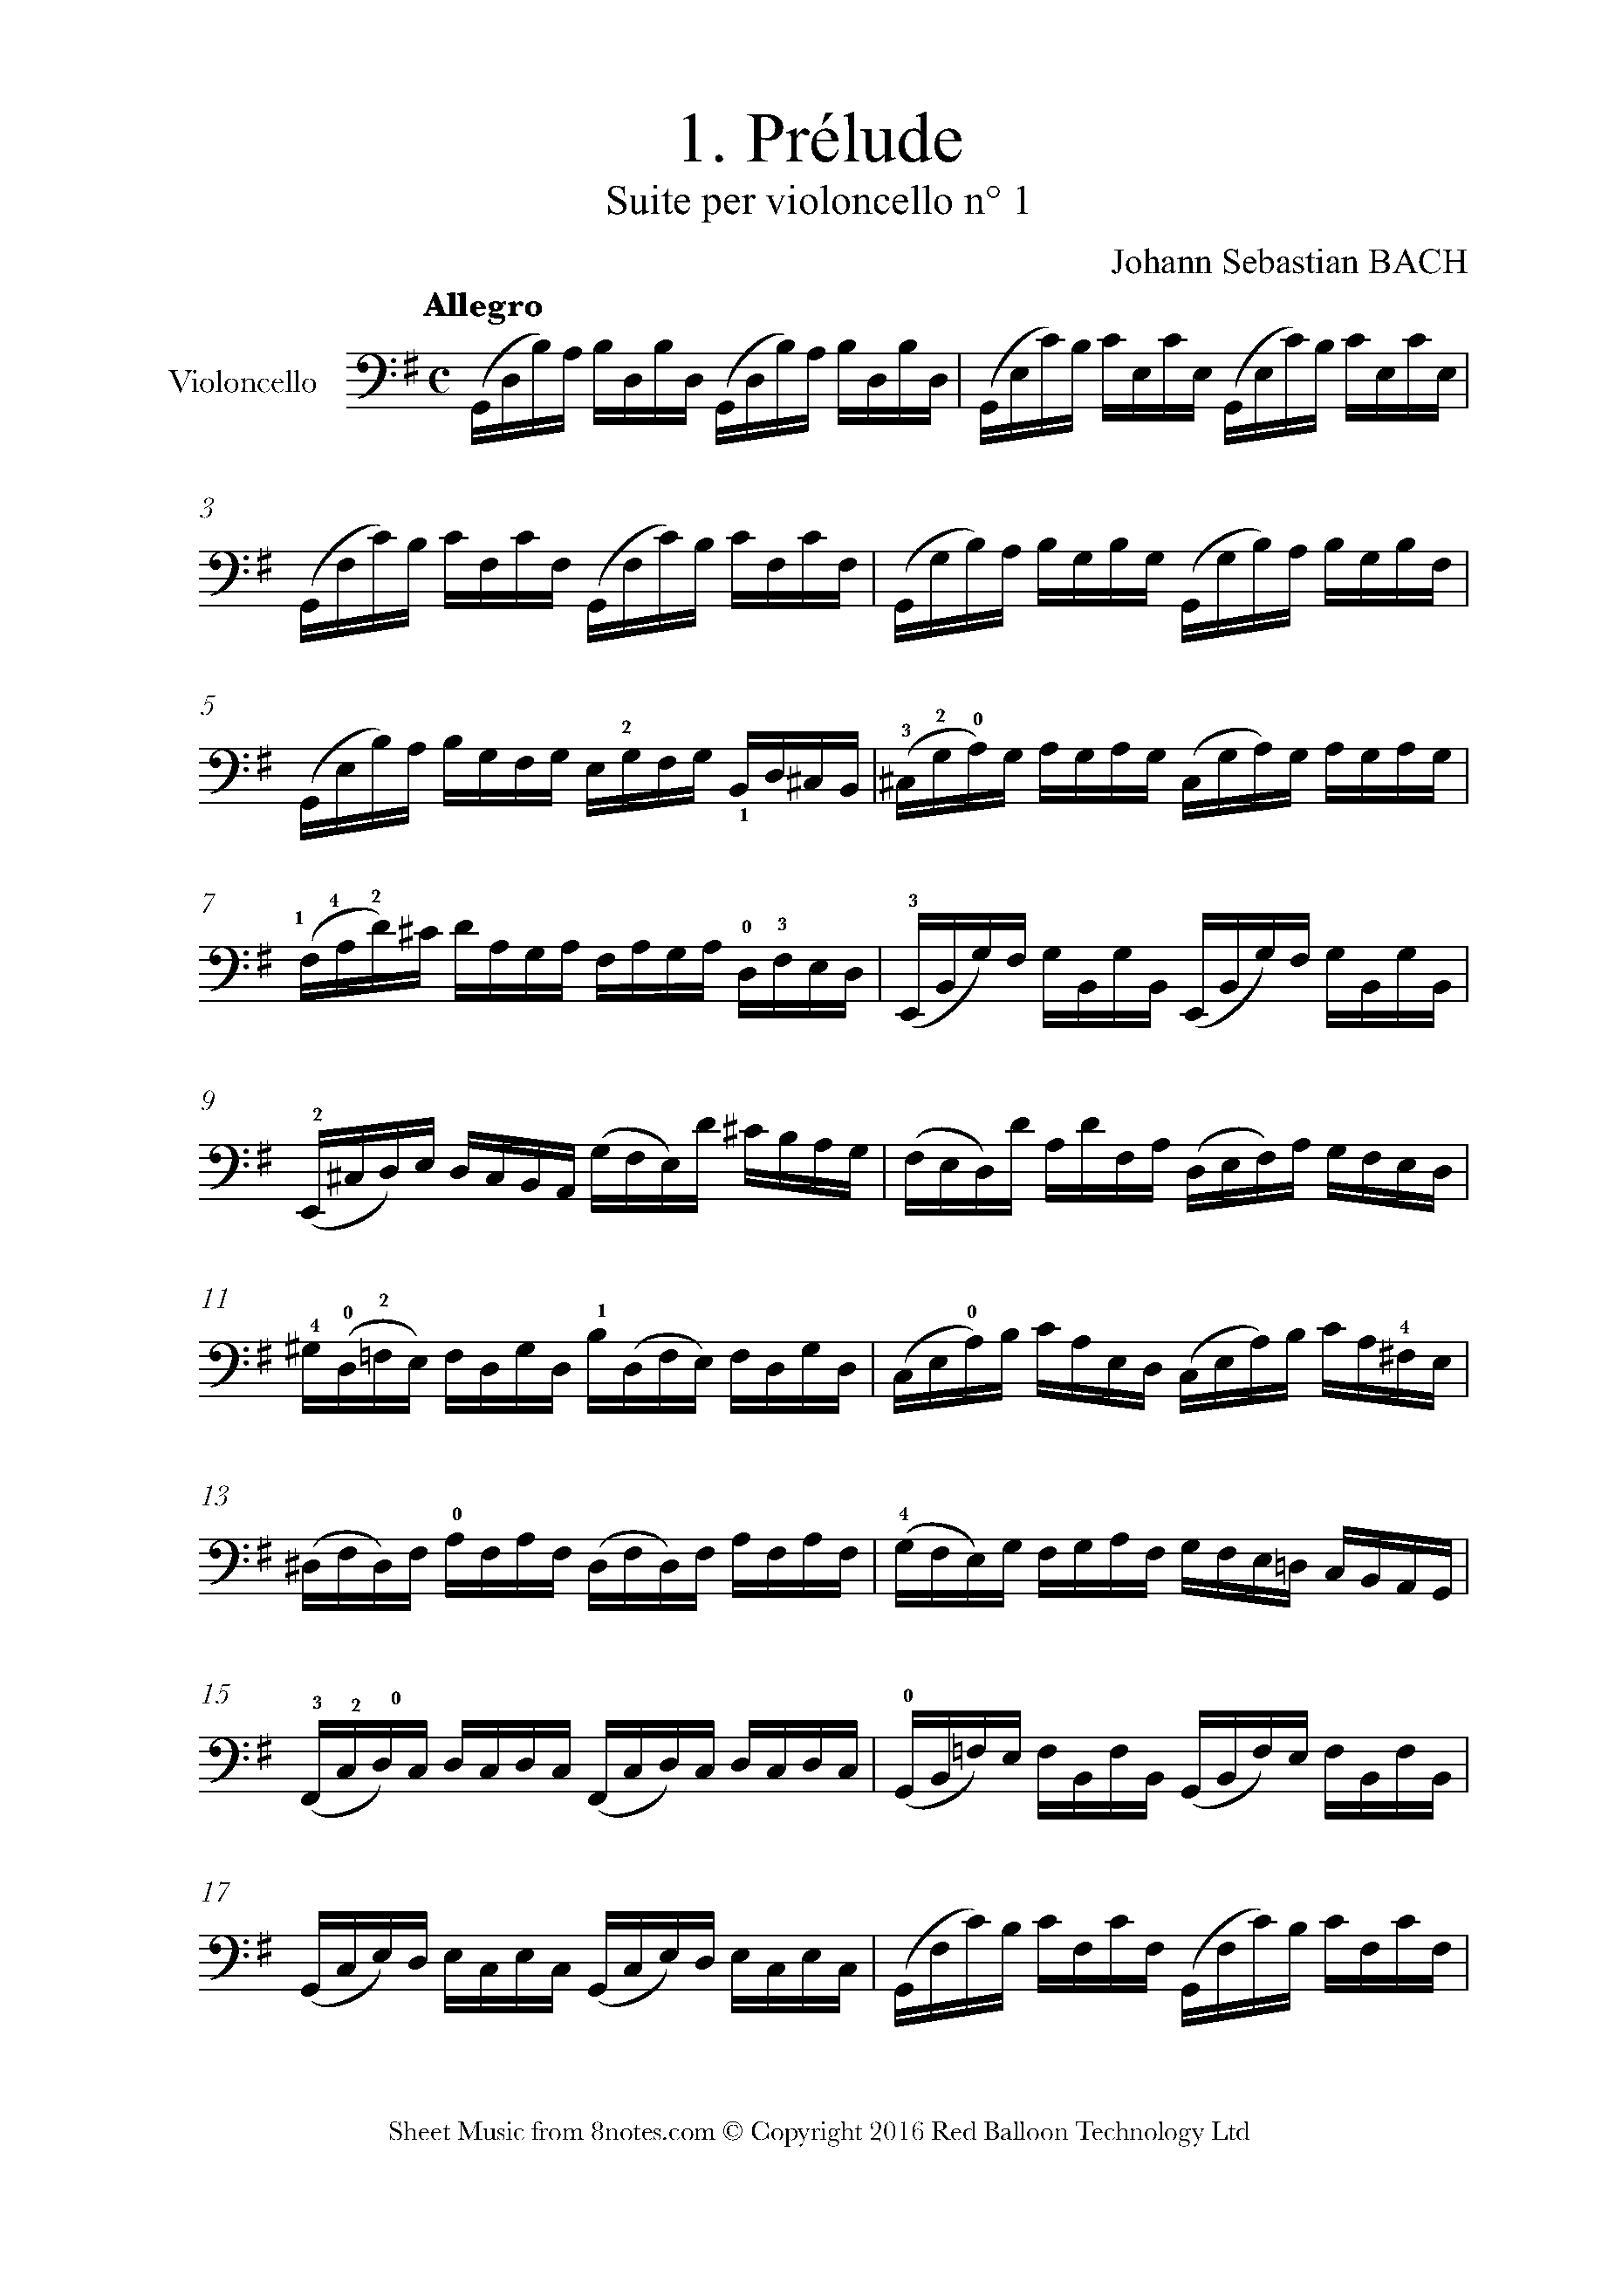 1. Prélude
Suite per violoncello n° 1
Johann Sebastian BACH
Allegro
Violoncello
3
5
2
1
3 2 0
7
1 4 2
0 3
3
9
2
11
4 0 2
1
0
4
13
0
4
15
3 2 0
0
17
Sheet Music from 8notes.com © Copyright 2016 Red Balloon Technology Ltd